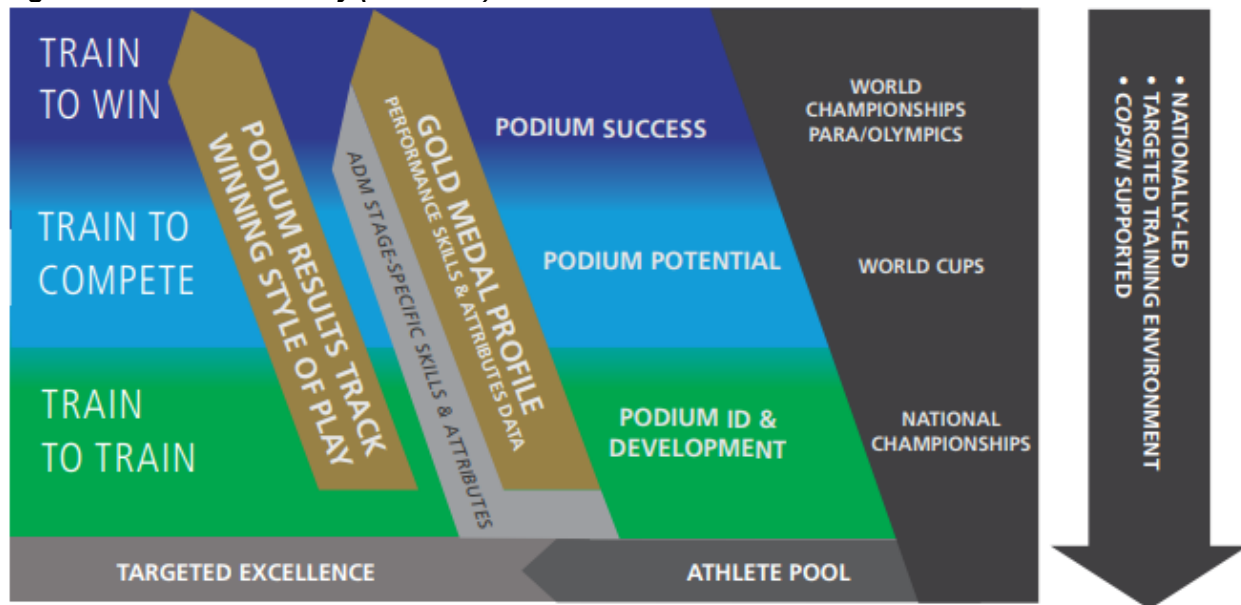 TRAIN
TO WIN
TRAIN TO
COMPETE
TRAIN
TO TRAIN
PODIUM RESULTS TRACK
WINNING STYLE OF PLAY
ADM STAGE-SPECIFIC SKILLS & ATTRIBUTES
GOLD MEDAL PROFILE
PERFORMANCE SKILLS & ATTRIBUTES DATA
PODIUM SUCCESS
PODIUM POTENTIAL
PODIUM ID &
DEVELOPMENT
WORLD
CHAMPIONSHIPS
PARA/OLYMPICS
WORLD CUPS
NATIONAL
CHAMPIONSHIPS
• NATIONALLY-LED
• TARGETED TRAINING ENVIRONMENT
• COPSIN SUPPORTED
TARGETED EXCELLENCE
ATHLETE POOL